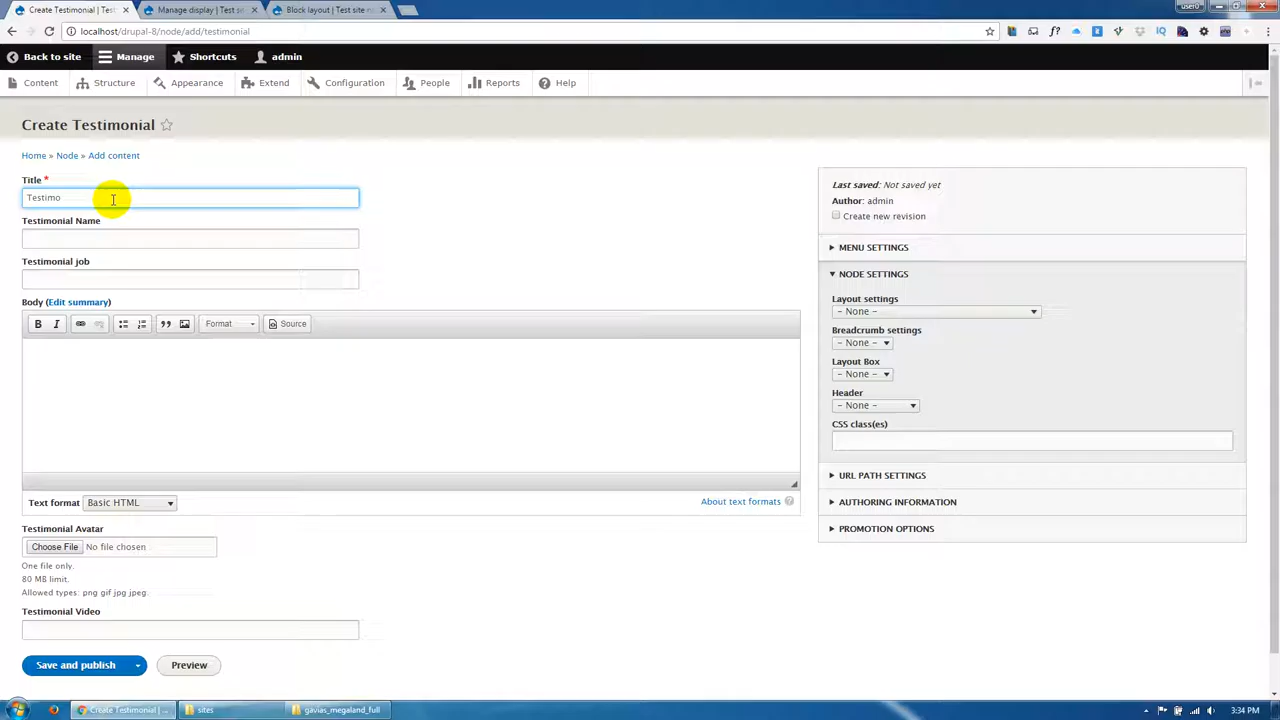 Create Testimonial | Test si
Manage display | Test si
Block layout | Test site n
user0
localhost/drupal-8/node/add/testimonial
Back to site
Manage
Shortcuts
admin
Content
Structure
Appearance
Extend
Configuration
People
Reports
Help
Create Testimonial
Home » Node » Add content
Title *
Testimo
Testimonial Name
Testimonial job
Body (Edit summary)
B I
Format
Source
Text format
Basic HTML
About text formats
Testimonial Avatar
Choose File No file chosen
One file only.
80 MB limit.
Allowed types: png gif jpg jpeg.
Testimonial Video
Save and publish
Preview
Last saved: Not saved yet
Author: admin
Create new revision
MENU SETTINGS
NODE SETTINGS
Layout settings
- None -
Breadcrumb settings
- None -
Layout Box
- None -
Header
- None -
CSS class(es)
URL PATH SETTINGS
AUTHORING INFORMATION
PROMOTION OPTIONS
Create Testimonial | ...
sites
gavias_megaland_full
3:34 PM